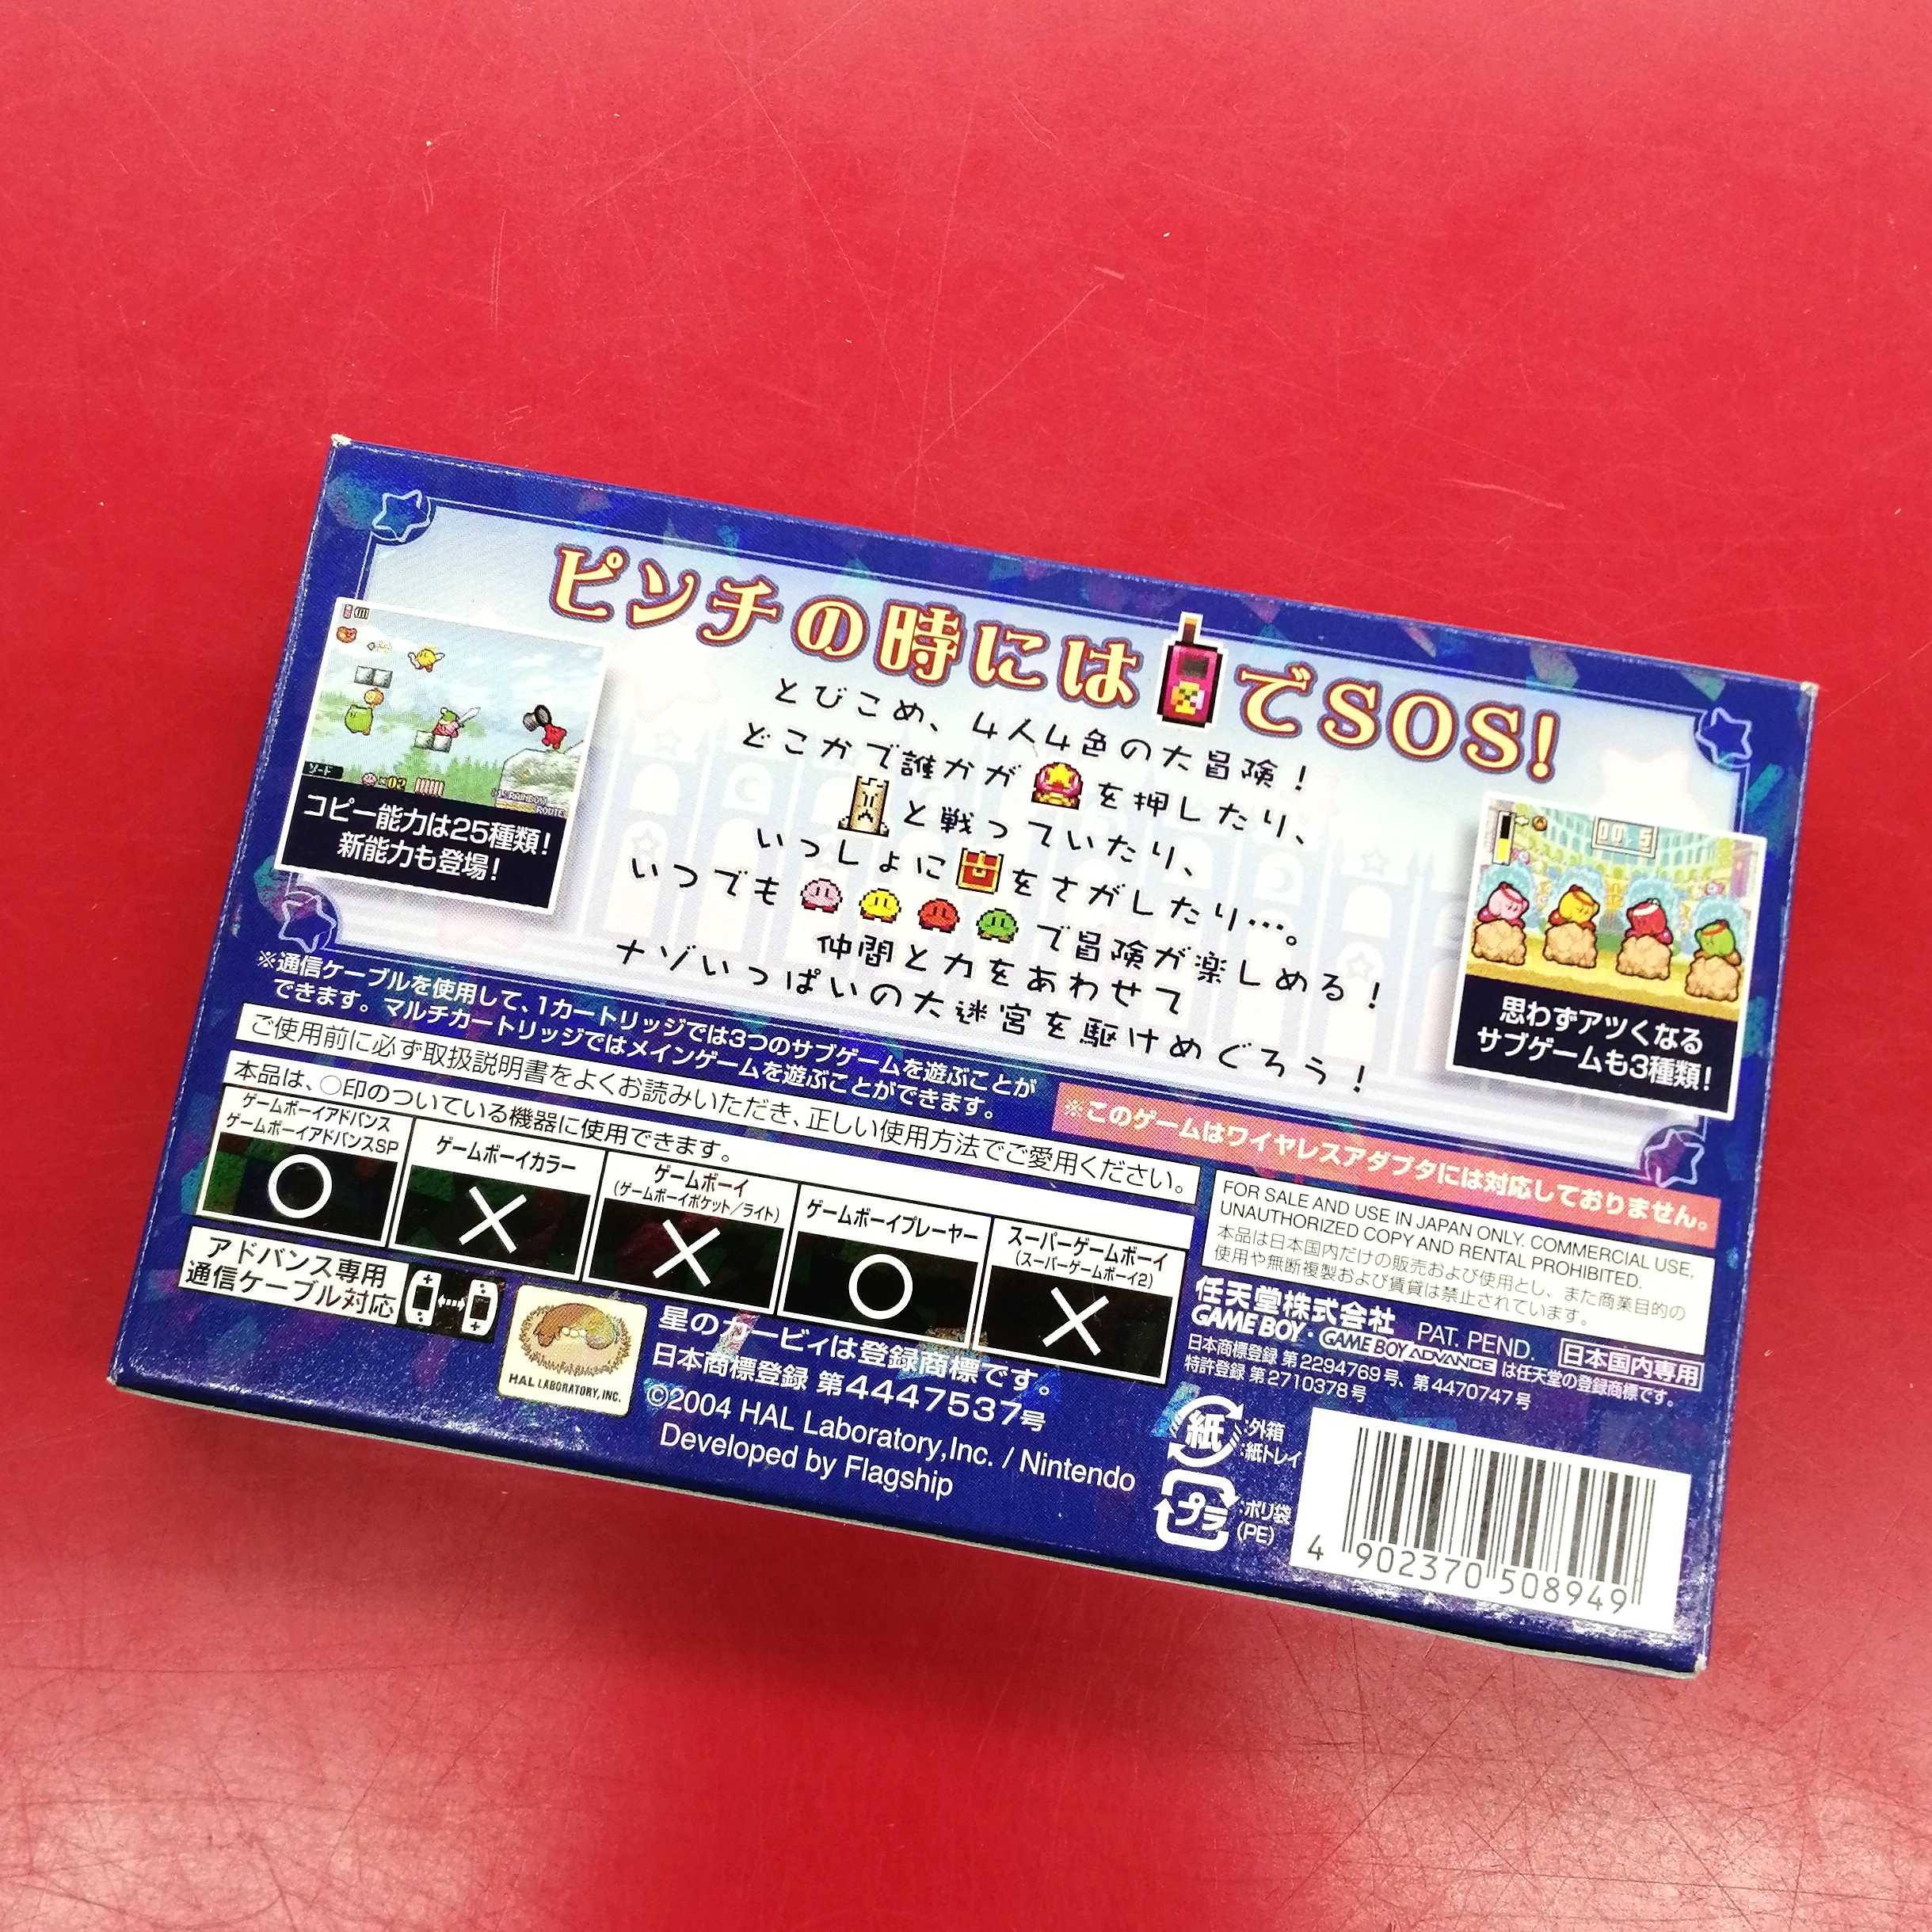 ピンチの時には でSOS!
とびこめ、4人4色の大冒険!
どこかで誰かが を押したり、
と戦っていたり、
いっしょに をさがしたり…。
いつでも で冒険が楽しめる!
仲間と力をあわせて
ナゾいっぱいの大迷宮を駆けめぐろう!
ソード
×02
RAINBOW
ROUTE
コピー能力は25種類!
新能力も登場!
思わずアツくなる
サブゲームも3種類!
※通信ケーブルを使用して、1カートリッジでは3つのサブゲームを遊ぶことが
できます。マルチカートリッジではメインゲームを遊ぶことができます。
※このゲームはワイヤレスアダプタには対応しておりません。
ご使用前に必ず取扱説明書をよくお読みいただき、正しい使用方法でご愛用ください。
本品は、○印のついている機器に使用できます。
ゲームボーイアドバンス
ゲームボーイアドバンスSP
○
ゲームボーイカラー
×
ゲームボーイ
(ゲームボーイポケット/ライト)
×
ゲームボーイプレーヤー
○
スーパーゲームボーイ
(スーパーゲームボーイ2)
×
アドバンス専用
通信ケーブル対応
HAL LABORATORY, INC.
星のカービィは登録商標です。
日本商標登録 第4447537号
©2004 HAL Laboratory,Inc. / Nintendo
Developed by Flagship
FOR SALE AND USE IN JAPAN ONLY. COMMERCIAL USE,
UNAUTHORIZED COPY AND RENTAL PROHIBITED.
本品は日本国内だけの販売および使用とし、また商業目的の
使用や無断複製および賃貸は禁止されています。
任天堂株式会社 PAT. PEND. 日本国内専用
GAME BOY・GAME BOY ADVANCE は任天堂の登録商標です。
日本商標登録 第2294769号、第4470747号
特許登録 第2710378号
紙 :外箱
:紙トレイ
プラ :ポリ袋
(PE)
4 902370 508949